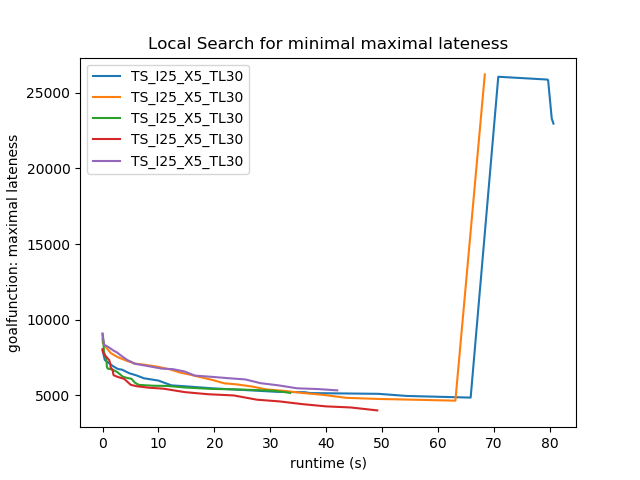 Local Search for minimal maximal lateness
TS_I25_X5_TL30
TS_I25_X5_TL30
TS_I25_X5_TL30
TS_I25_X5_TL30
TS_I25_X5_TL30
goalfunction: maximal lateness
25000
20000
15000
10000
5000
0 10 20 30 40 50 60 70 80
runtime (s)